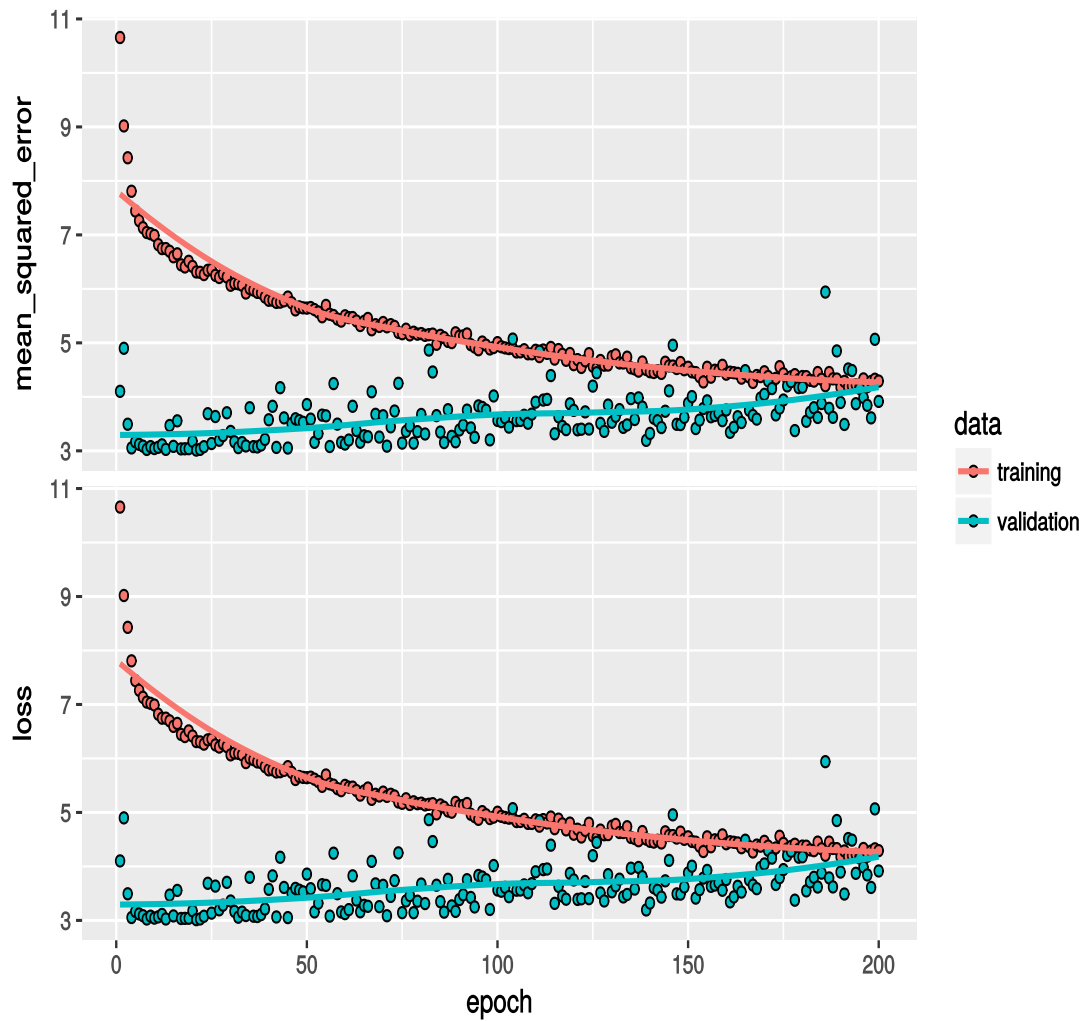 mean_squared_error
11
9
7
5
3
loss
11
9
7
5
3
0 50 100 150 200
epoch
data
training
validation